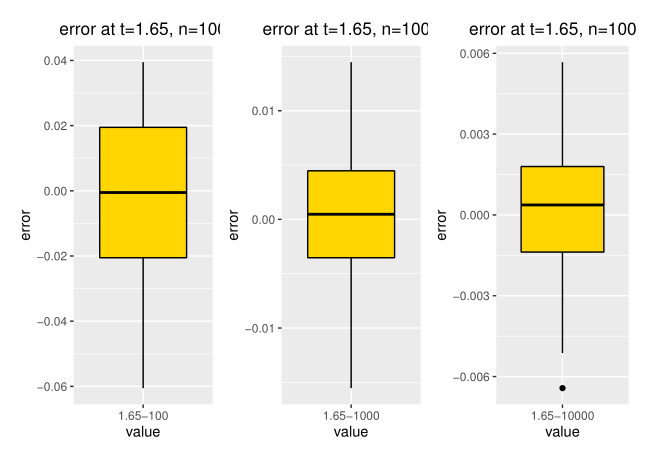 error at t=1.65, n=100
error at t=1.65, n=100
error at t=1.65, n=100
error
0.04
0.02
0.00
−0.02
−0.04
−0.06
1.65−100
value
error
0.01
0.00
−0.01
1.65−1000
value
error
0.006
0.003
0.000
−0.003
−0.006
1.65−10000
value